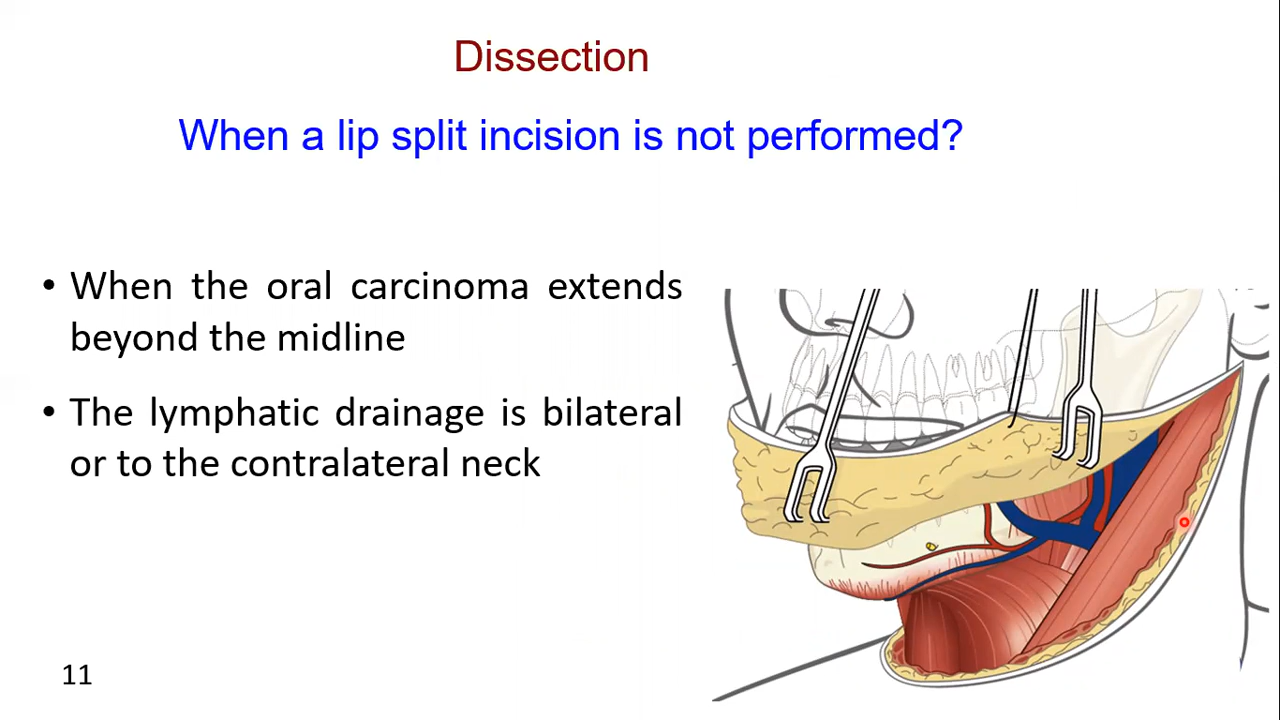 Dissection
When a lip split incision is not performed?
• When the oral carcinoma extends
beyond the midline
• The lymphatic drainage is bilateral
or to the contralateral neck
11